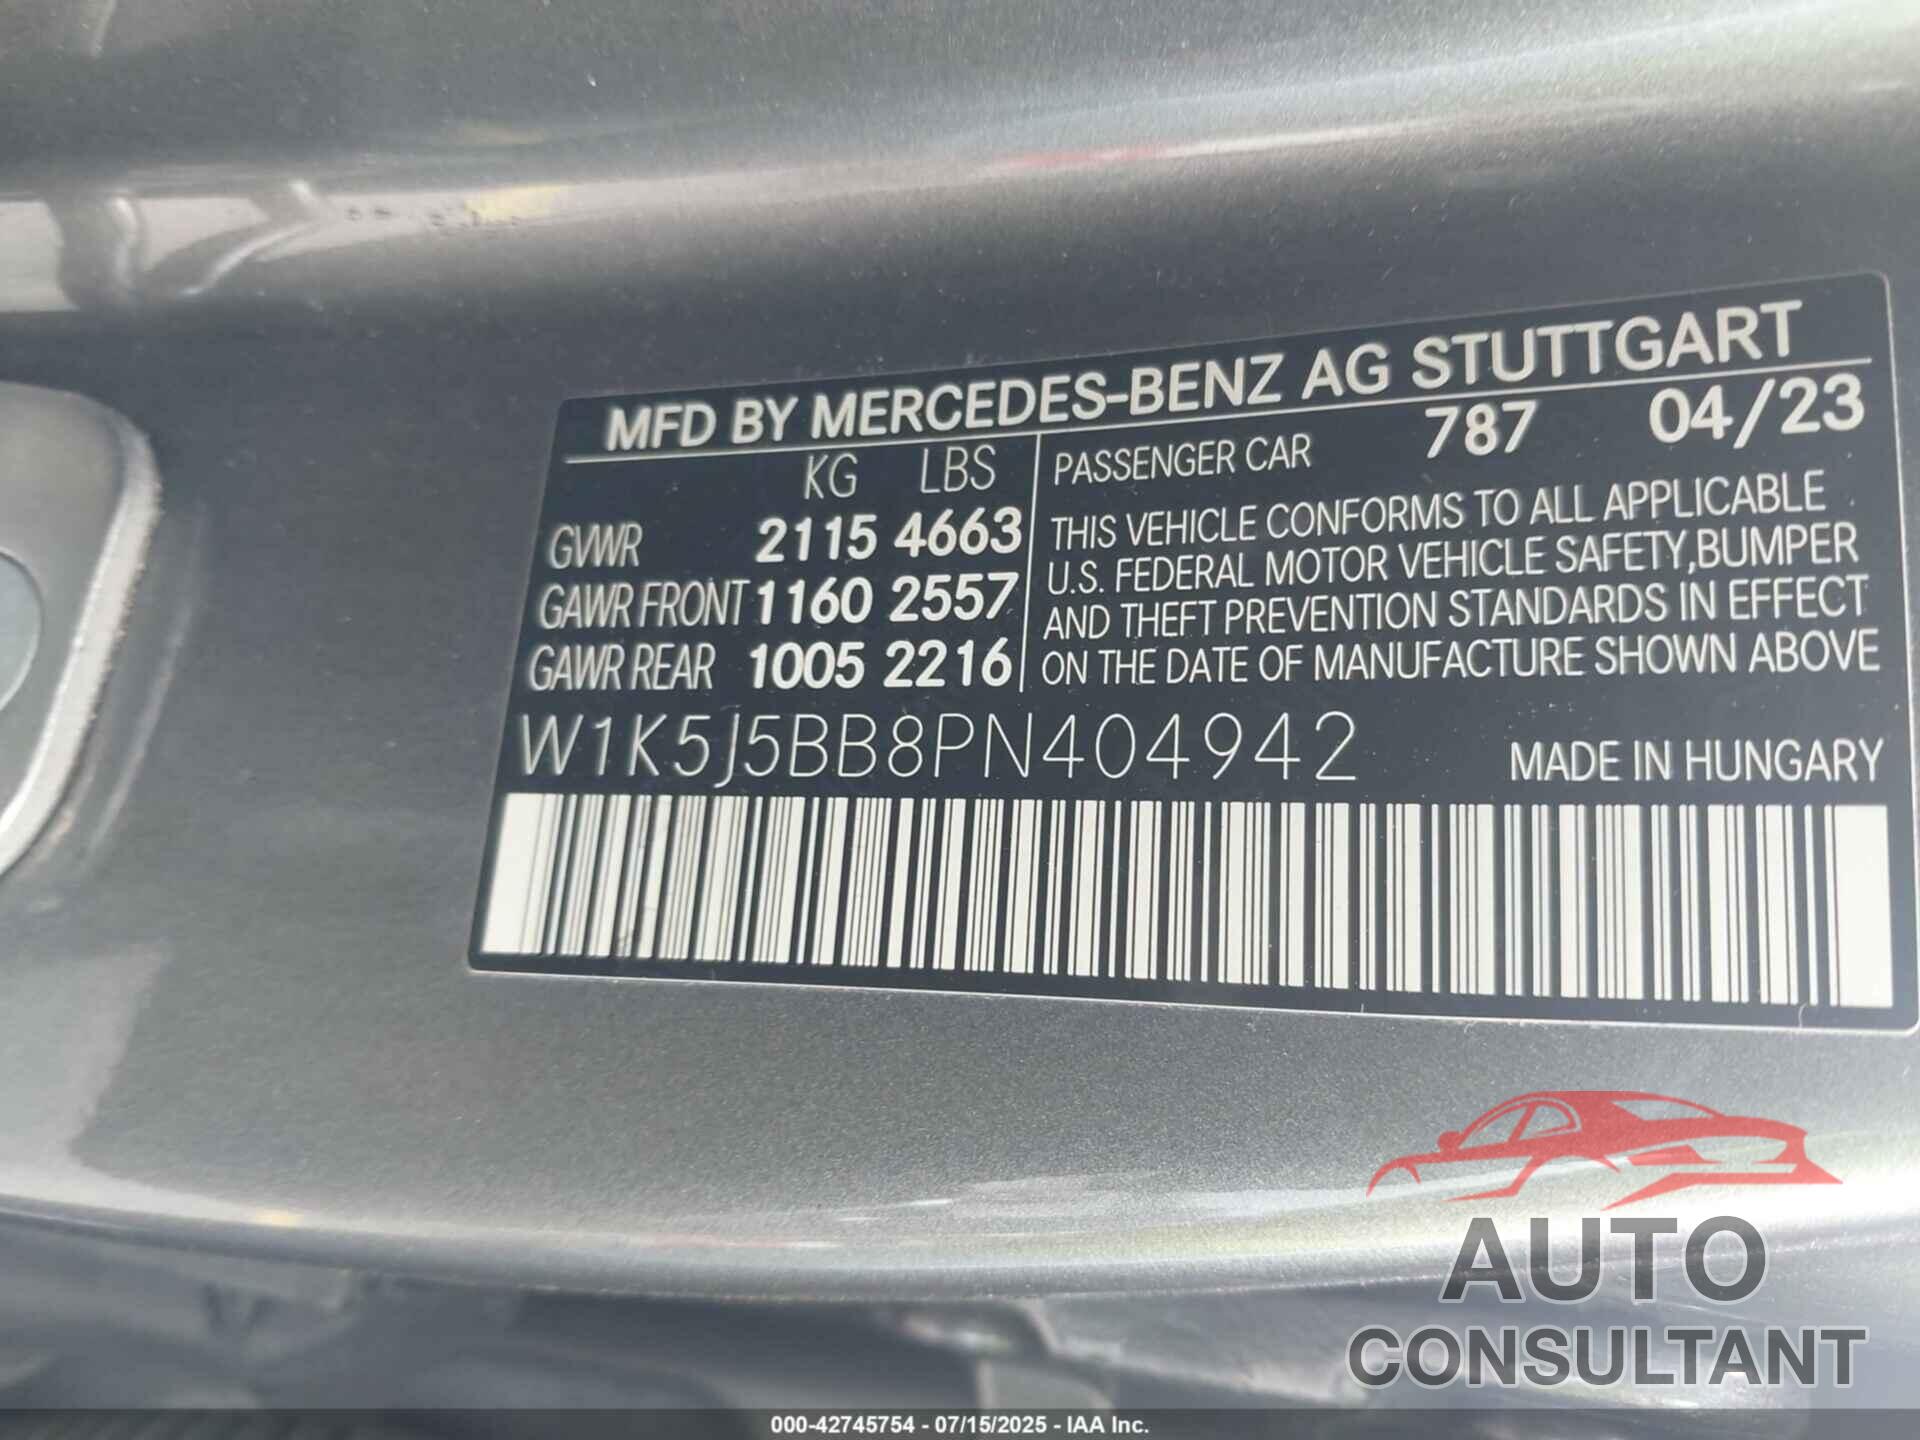 MFD BY MERCEDES-BENZ AG STUTTGART
KG LBS
PASSENGER CAR 787 04/23
GVWR 2115 4663
GAWR FRONT 1160 2557
GAWR REAR 1005 2216
THIS VEHICLE CONFORMS TO ALL APPLICABLE
U.S. FEDERAL MOTOR VEHICLE SAFETY,BUMPER
AND THEFT PREVENTION STANDARDS IN EFFECT
ON THE DATE OF MANUFACTURE SHOWN ABOVE
W1K5J5BB8PN404942
MADE IN HUNGARY
AUTO
CONSULTANT
000-42745754 - 07/15/2025 - IAA Inc.